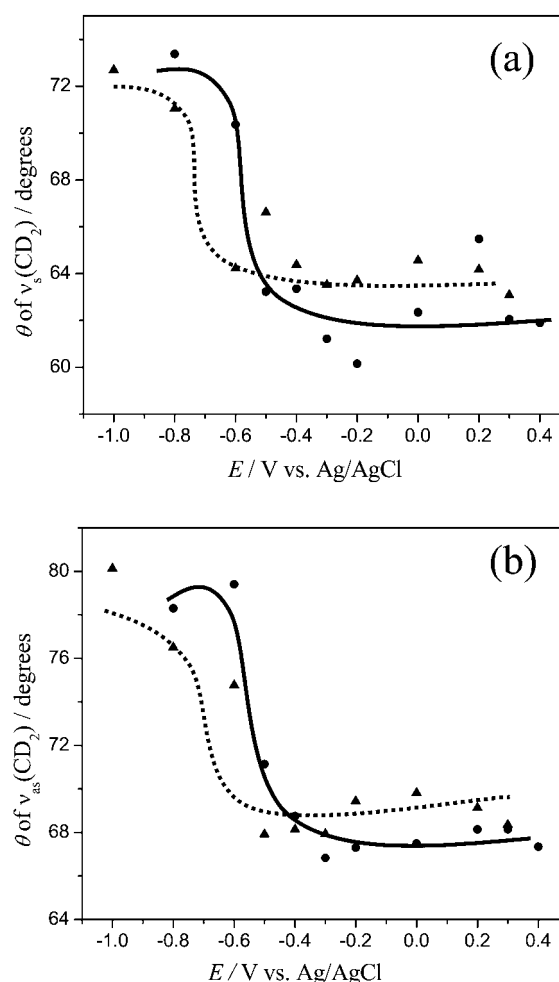 (a)
72
68
64
60
θ of νs(CD2) / degrees
-1.0 -0.8 -0.6 -0.4 -0.2 0.0 0.2 0.4
E / V vs. Ag/AgCl
(b)
80
76
72
68
64
θ of νas(CD2) / degrees
-1.0 -0.8 -0.6 -0.4 -0.2 0.0 0.2 0.4
E / V vs. Ag/AgCl